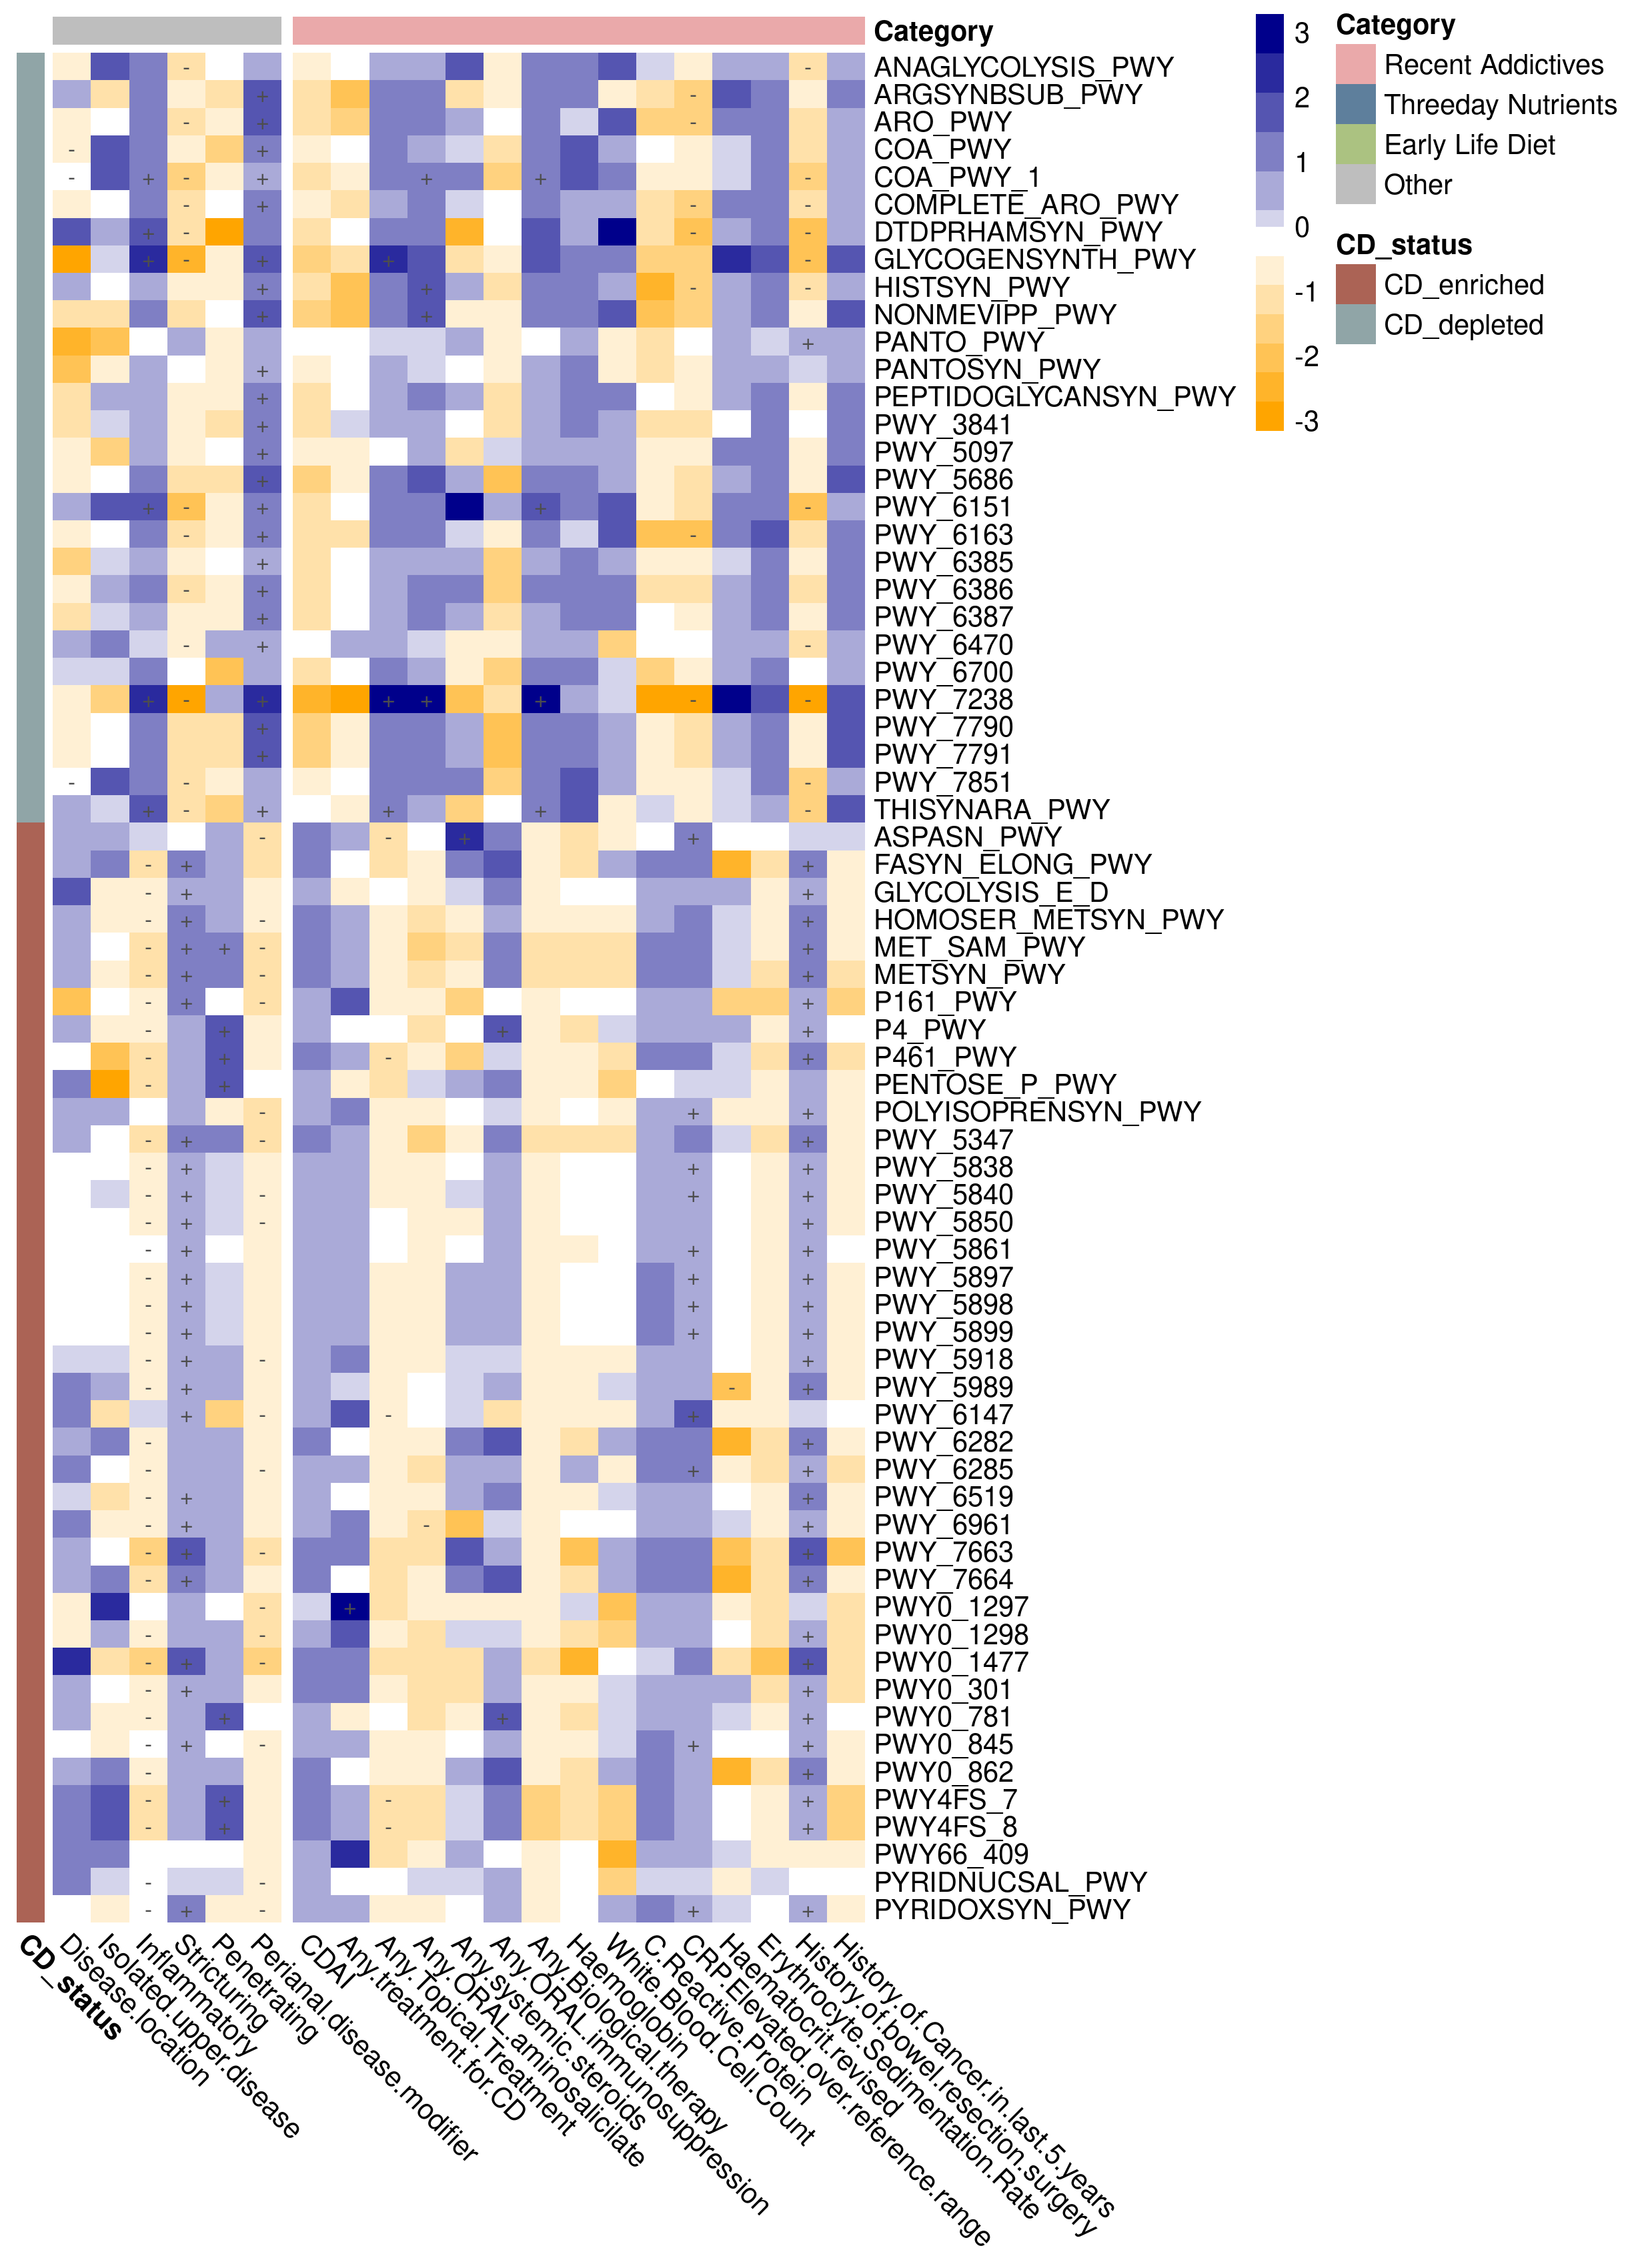 Category
ANAGLYCOLYSIS_PWY
ARGSYNBSUB_PWY
ARO_PWY
COA_PWY
COA_PWY_1
COMPLETE_ARO_PWY
DTDPRHAMSYN_PWY
GLYCOGENSYNTH_PWY
HISTSYN_PWY
NONMEVIPP_PWY
PANTO_PWY
PANTOSYN_PWY
PEPTIDOGLYCANSYN_PWY
PWY_3841
PWY_5097
PWY_5686
PWY_6151
PWY_6163
PWY_6385
PWY_6386
PWY_6387
PWY_6470
PWY_6700
PWY_7238
PWY_7790
PWY_7791
PWY_7851
THISYNARA_PWY
ASPASN_PWY
FASYN_ELONG_PWY
GLYCOLYSIS_E_D
HOMOSER_METSYN_PWY
MET_SAM_PWY
METSYN_PWY
P161_PWY
P4_PWY
P461_PWY
PENTOSE_P_PWY
POLYISOPRENSYN_PWY
PWY_5347
PWY_5838
PWY_5840
PWY_5850
PWY_5861
PWY_5897
PWY_5898
PWY_5899
PWY_5918
PWY_5989
PWY_6147
PWY_6282
PWY_6285
PWY_6519
PWY_6961
PWY_7663
PWY_7664
PWY0_1297
PWY0_1298
PWY0_1477
PWY0_301
PWY0_781
PWY0_845
PWY0_862
PWY4FS_7
PWY4FS_8
PWY66_409
PYRIDNUCSAL_PWY
PYRIDOXSYN_PWY
3
2
1
0
-1
-2
-3
Category
Recent Addictives
Threeday Nutrients
Early Life Diet
Other
CD_status
CD_enriched
CD_depleted
CD_status
Disease.location
Isolated.upper.disease
Inflammatory
Stricturing
Penetrating
Perianal.disease.modifier
CDAI
Any.treatment.for.CD
Any.Topical.Treatment
Any.ORAL.aminosalicilate
Any.systemic.steroids
Any.ORAL.immunosuppression
Any.Biological.therapy
Haemoglobin
White.Blood.Cell.Count
C.Reactive.Protein
CRP.Elevated.over.reference.range
Haematocrit.revised
Erythrocyte.Sedimentation.Rate
History.of.bowel.resection.surgery
History.of.Cancer.in.last.5.years